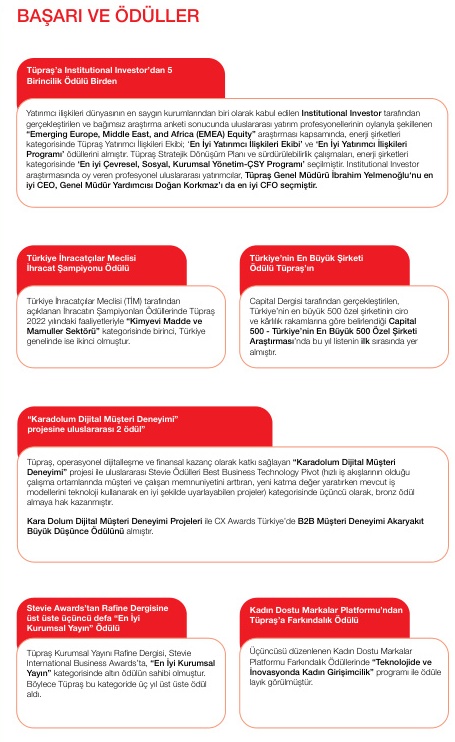 BAŞARI VE ÖDÜLLER
Tüpraş’a Institutional Investor’dan 5
Birincilik Ödülü Birden
Yatırımcı ilişkileri dünyasının en saygın kurumlarından biri olarak kabul edilen Institutional Investor tarafından
gerçekleştirilen ve bağımsız araştırma anketi sonucunda uluslararası yatırım profesyonellerinin oylarıyla şekillenen
“Emerging Europe, Middle East, and Africa (EMEA) Equity” araştırması kapsamında, enerji şirketleri
kategorisinde Tüpraş Yatırımcı İlişkileri Ekibi; ‘En İyi Yatırımcı İlişkileri Ekibi’ ve ‘En İyi Yatırımcı İlişkileri
Programı’ ödüllerini almıştır. Tüpraş Stratejik Dönüşüm Planı ve sürdürülebilirlik çalışmaları, enerji şirketleri
kategorisinde ‘En iyi Çevresel, Sosyal, Kurumsal Yönetim-ÇSY Programı’ seçilmiştir. Institutional Investor
araştırmasında oy veren profesyonel uluslararası yatırımcılar, Tüpraş Genel Müdürü İbrahim Yelmenoğlu’nu en
iyi CEO, Genel Müdür Yardımcısı Doğan Korkmaz’ı da en iyi CFO seçmiştir.
Türkiye İhracatçılar Meclisi
İhracat Şampiyonu Ödülü
Türkiye İhracatçılar Meclisi (TİM) tarafından
açıklanan İhracatın Şampiyonları Ödüllerinde Tüpraş
2022 yılındaki faaliyetleriyle “Kimyevi Madde ve
Mamuller Sektörü” kategorisinde birinci, Türkiye
genelinde ise ikinci olmuştur.
Türkiye’nin En Büyük Şirketi
Ödülü Tüpraş’ın
Capital Dergisi tarafından gerçekleştirilen,
Türkiye’nin en büyük 500 özel şirketinin ciro
ve kârlılık rakamlarına göre belirlendiği Capital
500 - Türkiye’nin En Büyük 500 Özel Şirketi
Araştırması’nda bu yıl listenin ilk sırasında yer
almıştır.
“Karadolum Dijital Müşteri Deneyimi”
projesine uluslararası 2 ödül”
Tüpraş, operasyonel dijitalleşme ve finansal kazanç olarak katkı sağlayan “Karadolum Dijital Müşteri
Deneyimi” projesi ile uluslararası Stevie Ödülleri Best Business Technology Pivot (hızlı iş akışlarının olduğu
çalışma ortamlarında müşteri ve çalışan memnuniyetini arttıran, yeni katma değer yaratırken mevcut iş
modellerini teknoloji kullanarak en iyi şekilde uyarlayabilen projeler) kategorisinde üçüncü olarak, bronz ödül
almaya hak kazanmıştır.
Kara Dolum Dijital Müşteri Deneyimi Projeleri ile CX Awards Türkiye’de B2B Müşteri Deneyimi Akaryakıt
Büyük Düşünce Ödülünü almıştır.
Stevie Awards’tan Rafine Dergisine
üst üste üçüncü defa “En İyi
Kurumsal Yayın” Ödülü
Tüpraş Kurumsal Yayını Rafine Dergisi, Stevie
International Business Awards’ta, “En İyi Kurumsal
Yayın” kategorisinde altın ödülün sahibi olmuştur.
Böylece Tüpraş bu kategoride üç yıl üst üste ödül
aldı.
Kadın Dostu Markalar Platformu’ndan
Tüpraş’a Farkındalık Ödülü
Üçüncüsü düzenlenen Kadın Dostu Markalar
Platformu Farkındalık Ödüllerinde “Teknolojide ve
İnovasyonda Kadın Girişimcilik” programı ile ödüle
layık görülmüştür.